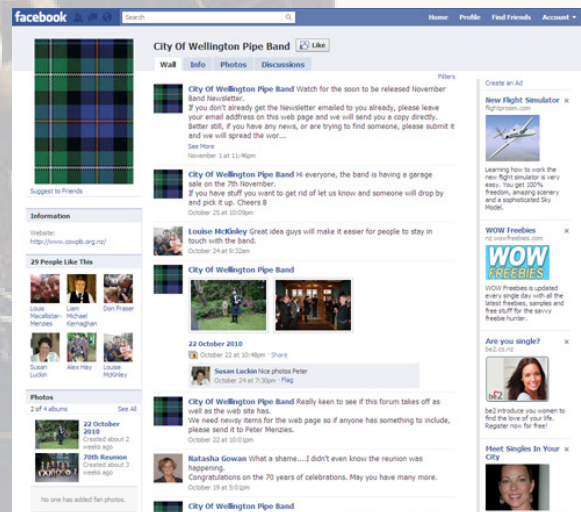 facebook
Search
Home Profile Find Friends Account
City Of Wellington Pipe Band Like
Wall Info Photos Discussions
Filters
Suggest to Friends
Information
Website:
http://www.cowpb.org.nz/
29 People Like This
Louis Macallister-Menzies
Liam Michael Kernaghan
Don Fraser
Susan Luckin
Alex Hay
Louise McKinley
Photos
2 of 4 albums See All
22 October 2010
Created about 2 weeks ago
70th Reunion
Created about 3 weeks ago
No one has added fan photos.
City Of Wellington Pipe Band Watch for the soon to be released November
Band Newsletter.
If you don't already get the Newsletter emailed to you already, please leave
your email addfress on this web page and we will send you a copy directly.
Better still, if you have any news, or are trying to find someone, please submit it
and we will spread the wor...
See More
November 1 at 11:46pm
City Of Wellington Pipe Band Hi everyone, the band is having a garage
sale on the 7th November.
If you have stuff you want to get rid of let us know and someone will drop by
and pick it up. Cheers B
October 25 at 10:09pm
Louise McKinley Great idea guys will make it easier for people to stay in
touch with the band.
October 24 at 9:32am
City Of Wellington Pipe Band
22 October 2010
October 22 at 10:48pm · Share
Susan Luckin Nice photos Peter
October 24 at 7:30pm · Flag
City Of Wellington Pipe Band Really keen to see if this forum takes off as
well as the web site has.
We need newsy items for the web page so if anyone has something to include,
please send it to Peter Menzies.
October 22 at 10:01pm
Natasha Gowan What a shame....I didn't even know the reunion was
happening.
Congratulations on the 70 years of celebrations. May you have many more.
October 19 at 5:01pm
City Of Wellington Pipe Band
Create an Ad
New Flight Simulator x
flightprosim.com
Learning how to work the
new flight simulator is very
easy. You get 100%
freedom, amazing scenery
and a sophisticated Sky
Model.
WOW Freebies x
nz.wowfreebies.com
WOW
FREEBIES
WOW Freebies is updated
every single day with all the
latest freebies, samples and
free stuff for the savvy
freebie hunter.
Are you single? x
be2.co.nz
be2
be2 introduce you women to
find the love of your life.
Register now for free!
Meet Singles In Your x
City